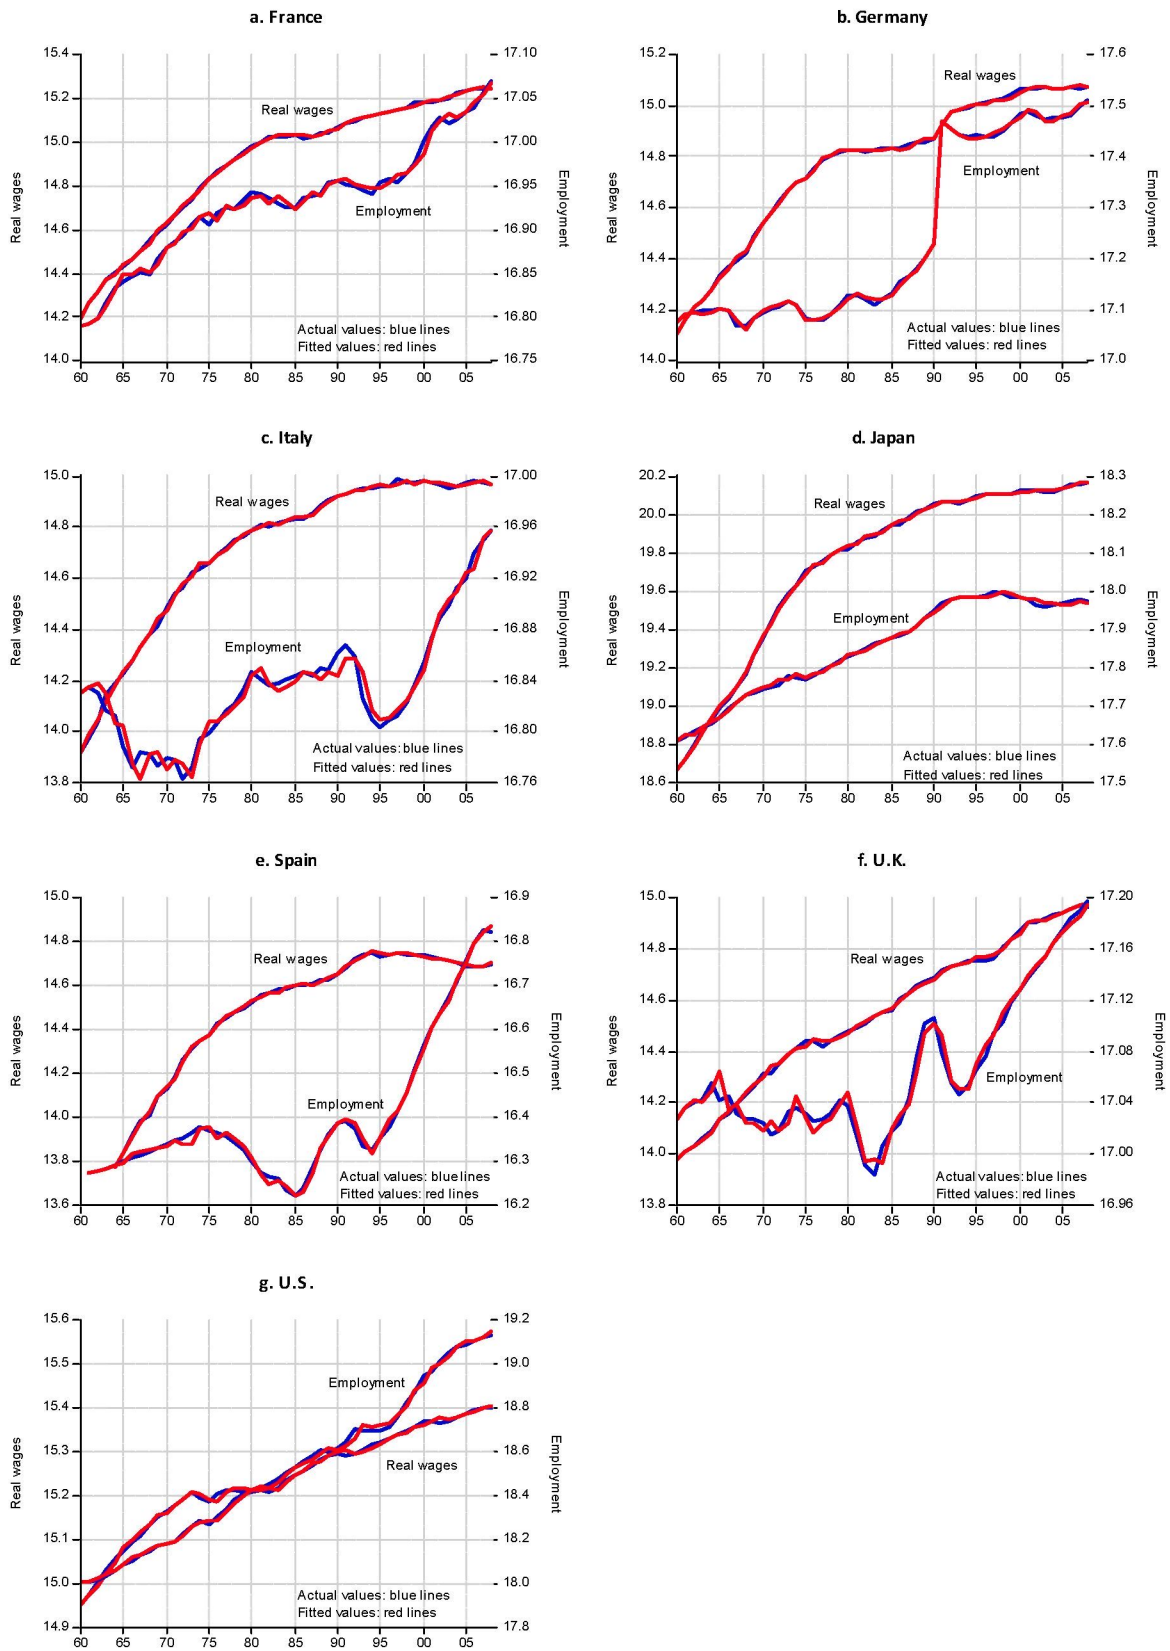 a. France
15.4
15.2
15.0
14.8
14.6
14.4
14.2
14.0
Real wages
17.10
17.05
17.00
16.95
16.90
16.85
16.80
16.75
Employment
Real wages
Employment
Actual values: blue lines
Fitted values: red lines
60 65 70 75 80 85 90 95 00 05
b. Germany
15.2
15.0
14.8
14.6
14.4
14.2
14.0
Real wages
17.6
17.5
17.4
17.3
17.2
17.1
17.0
Employment
Real wages
Employment
Actual values: blue lines
Fitted values: red lines
60 65 70 75 80 85 90 95 00 05
c. Italy
15.0
14.8
14.6
14.4
14.2
14.0
13.8
Real wages
17.00
16.96
16.92
16.88
16.84
16.80
16.76
Employment
Real wages
Employment
Actual values: blue lines
Fitted values: red lines
60 65 70 75 80 85 90 95 00 05
d. Japan
20.2
20.0
19.8
19.6
19.4
19.2
19.0
18.8
18.6
Real wages
18.3
18.2
18.1
18.0
17.9
17.8
17.7
17.6
17.5
Employment
Real wages
Employment
Actual values: blue lines
Fitted values: red lines
60 65 70 75 80 85 90 95 00 05
e. Spain
15.0
14.8
14.6
14.4
14.2
14.0
13.8
13.6
Real wages
16.9
16.8
16.7
16.6
16.5
16.4
16.3
16.2
Employment
Real wages
Employment
Actual values: blue lines
Fitted values: red lines
60 65 70 75 80 85 90 95 00 05
f. U.K.
15.0
14.8
14.6
14.4
14.2
14.0
13.8
Real wages
17.20
17.16
17.12
17.08
17.04
17.00
16.96
Employment
Real wages
Employment
Actual values: blue lines
Fitted values: red lines
60 65 70 75 80 85 90 95 00 05
g. U.S.
15.6
15.5
15.4
15.3
15.2
15.1
15.0
14.9
Real wages
19.2
19.0
18.8
18.6
18.4
18.2
18.0
17.8
Employment
Employment
Real wages
Actual values: blue lines
Fitted values: red lines
60 65 70 75 80 85 90 95 00 05